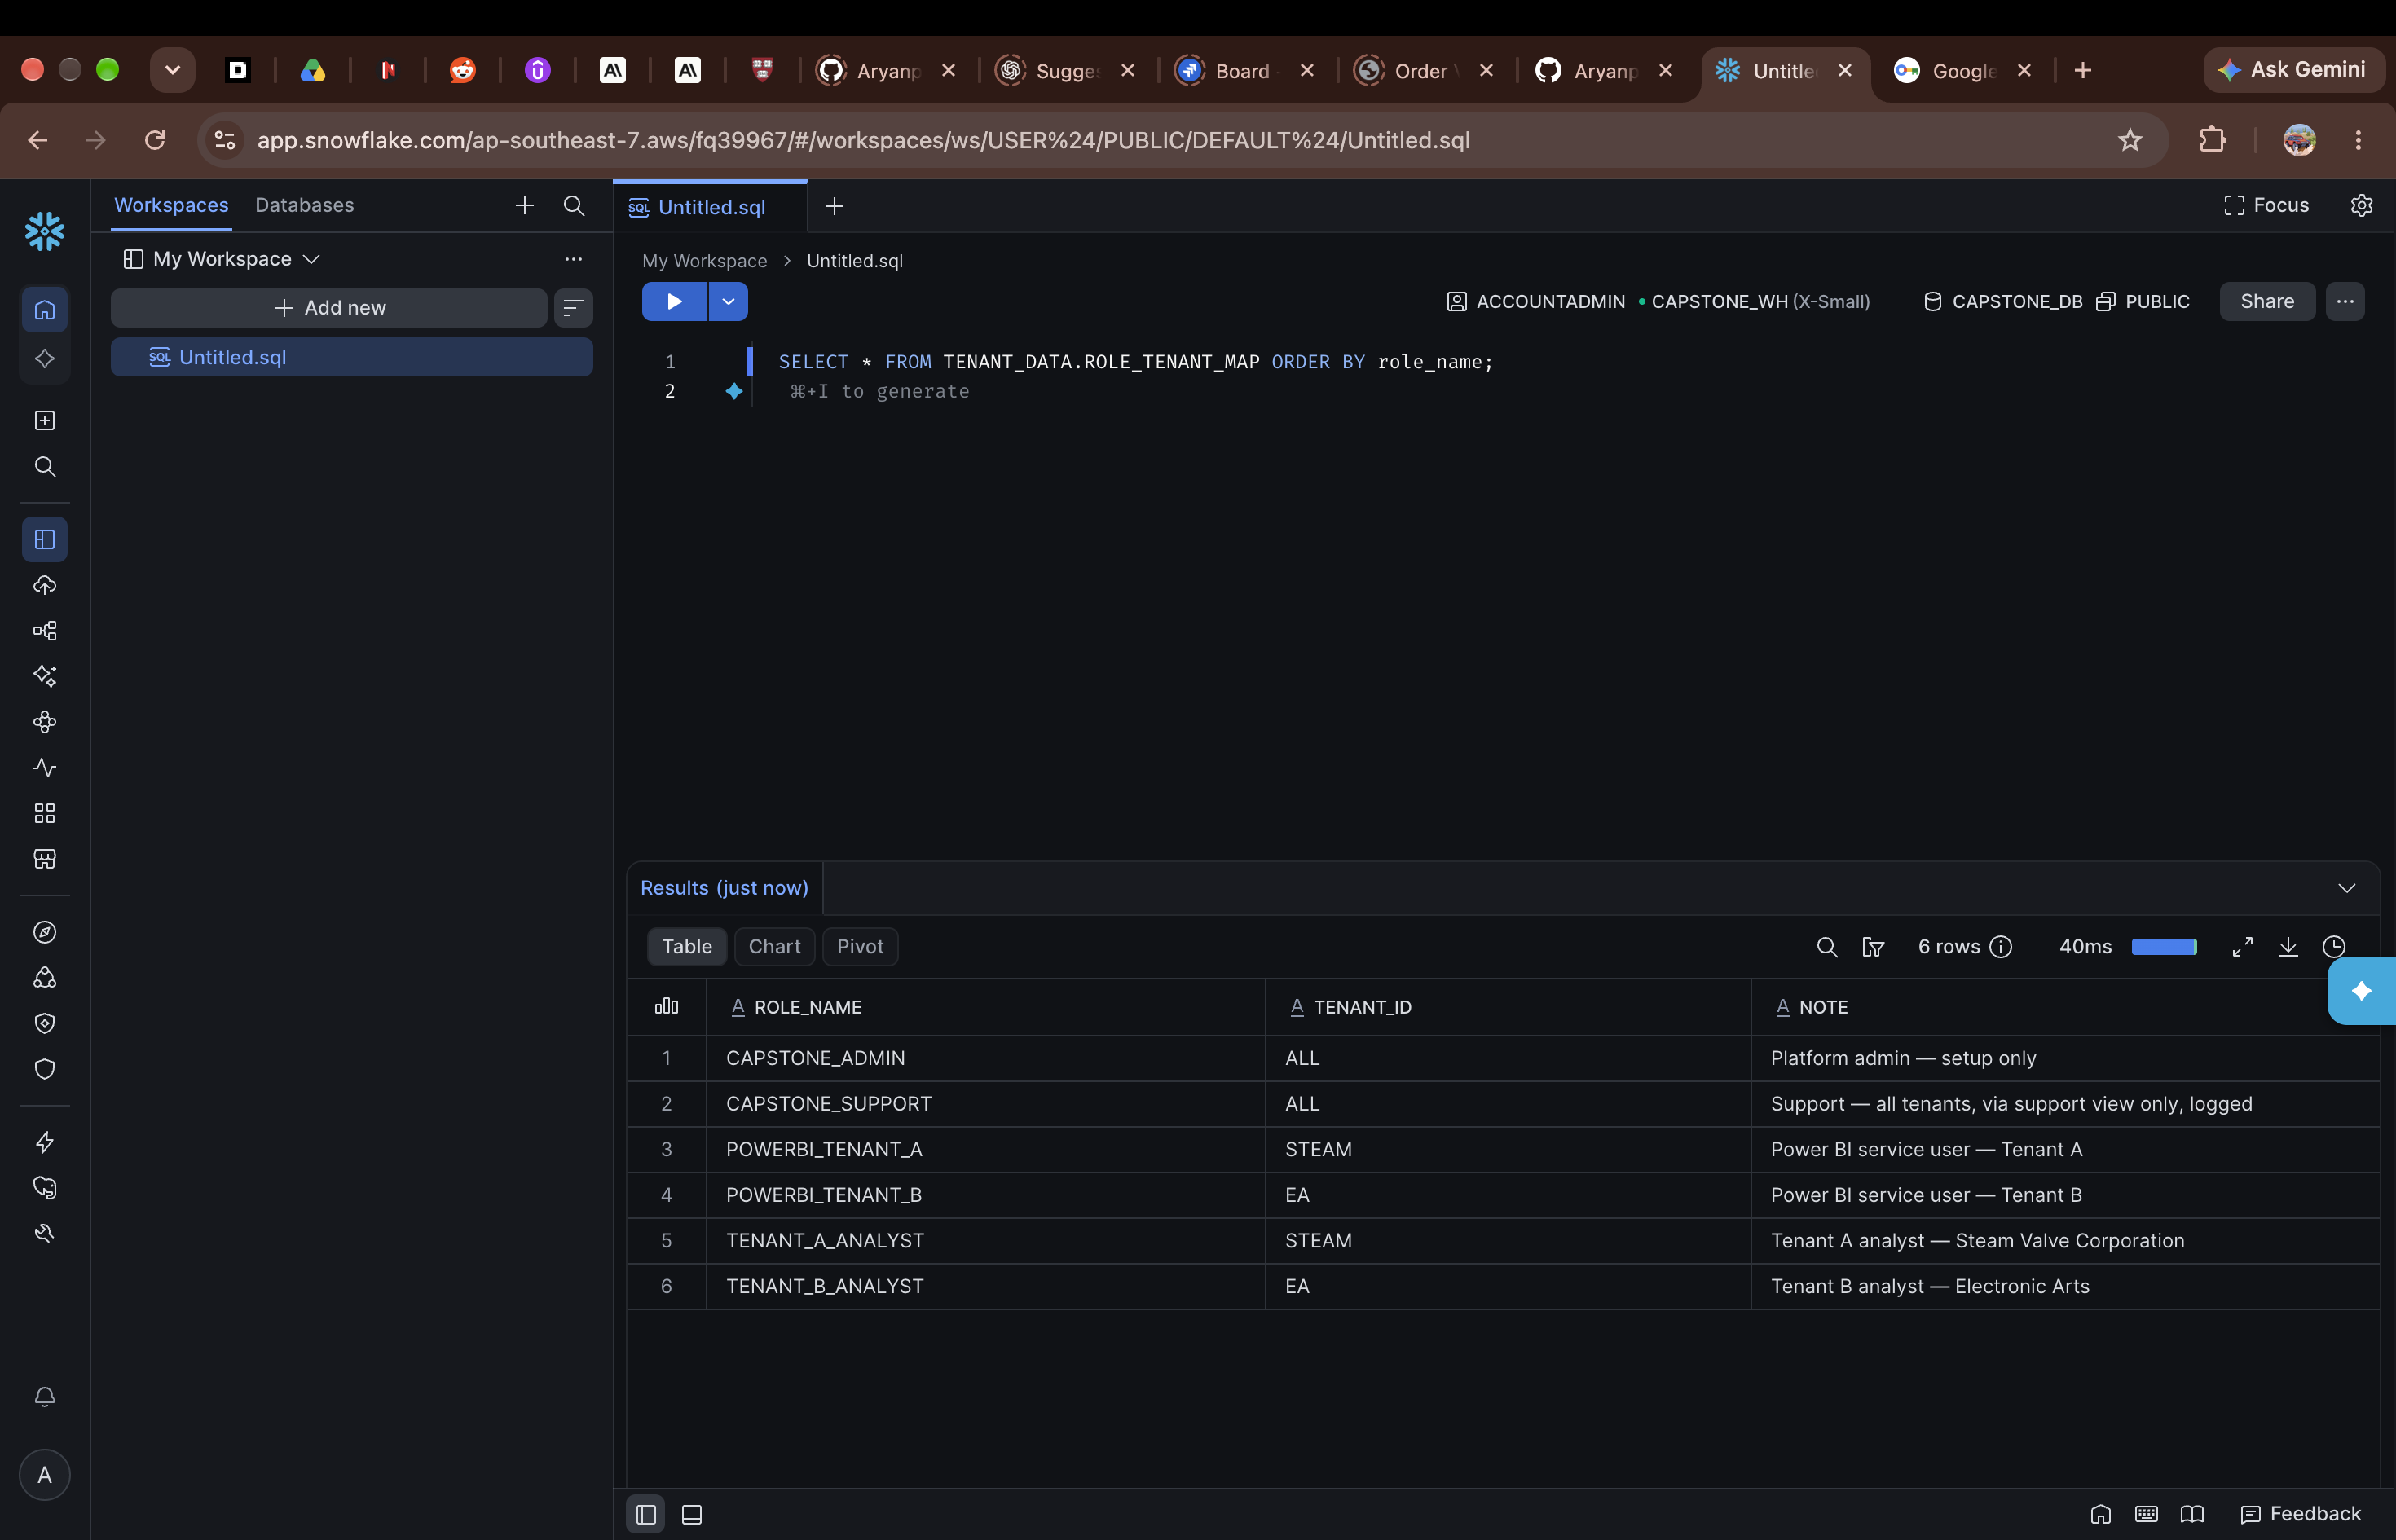 Aryanp
Sugges
Board
Order
Aryanp
Untitle
Google
Ask Gemini
app.snowflake.com/ap-southeast-7.aws/fq39967/#/workspaces/ws/USER%24/PUBLIC/DEFAULT%24/Untitled.sql
Workspaces
Databases
SQL Untitled.sql
Focus
My Workspace
My Workspace > Untitled.sql
Add new
ACCOUNTADMIN
CAPSTONE_WH (X-Small)
CAPSTONE_DB
PUBLIC
Share
SQL Untitled.sql
1 SELECT * FROM TENANT_DATA.ROLE_TENANT_MAP ORDER BY role_name;
2 ⌘+I to generate
Results (just now)
Table
Chart
Pivot
6 rows
40ms
A ROLE_NAME A TENANT_ID A NOTE
1 CAPSTONE_ADMIN ALL Platform admin — setup only
2 CAPSTONE_SUPPORT ALL Support — all tenants, via support view only, logged
3 POWERBI_TENANT_A STEAM Power BI service user — Tenant A
4 POWERBI_TENANT_B EA Power BI service user — Tenant B
5 TENANT_A_ANALYST STEAM Tenant A analyst — Steam Valve Corporation
6 TENANT_B_ANALYST EA Tenant B analyst — Electronic Arts
A
Feedback